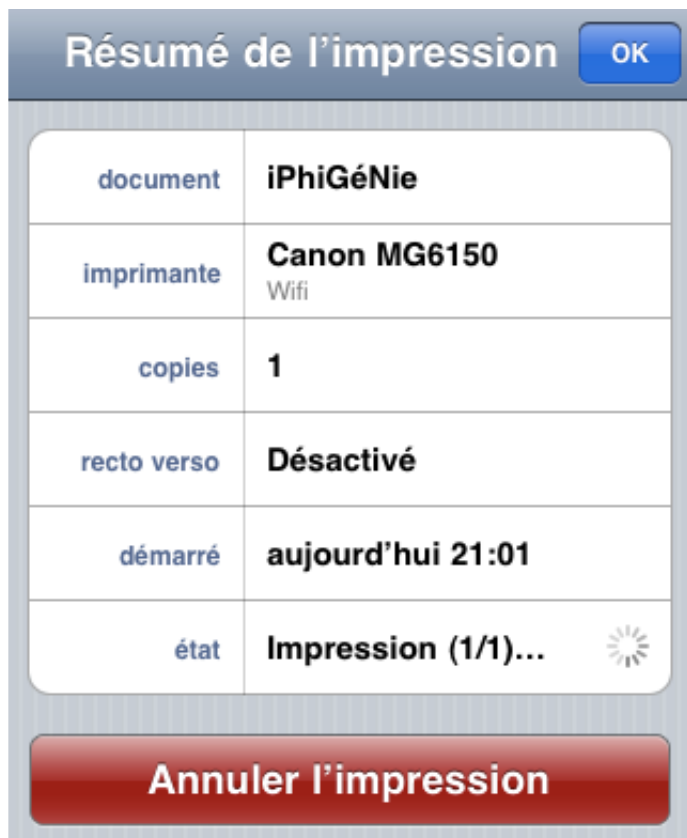 Résumé de l’impression OK
document iPhiGéNie
imprimante Canon MG6150
Wifi
copies 1
recto verso Désactivé
démarré aujourd’hui 21:01
état Impression (1/1)...
Annuler l’impression